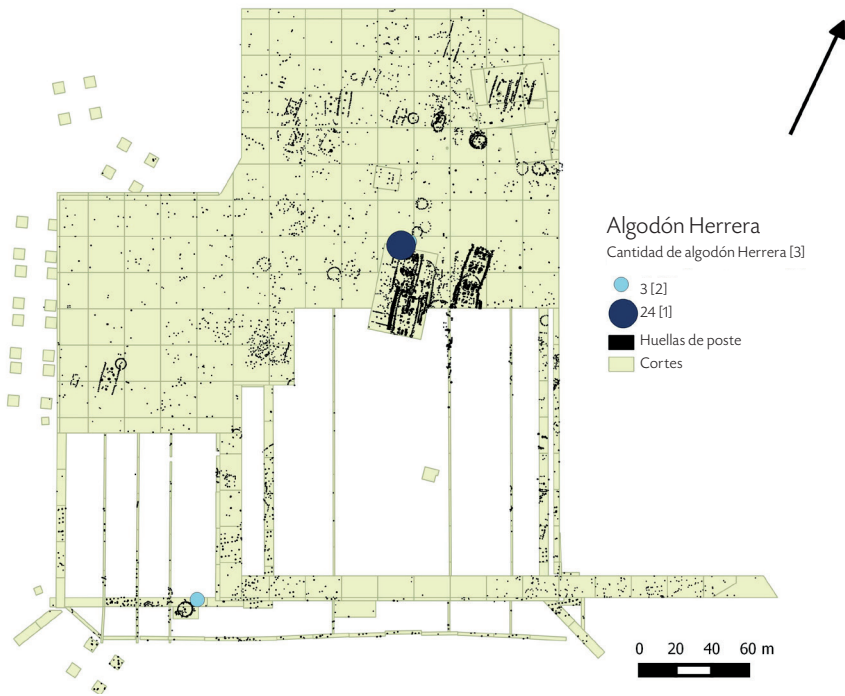 Algodón Herrera
Cantidad de algodón Herrera [3]
3 [2]
24 [1]
Huellas de poste
Cortes
0 20 40 60 m